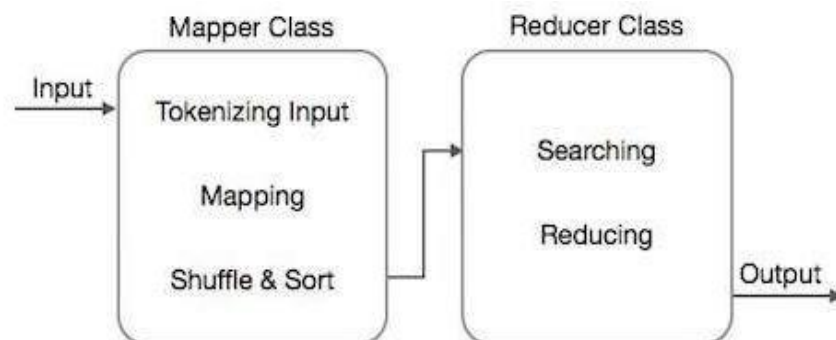 Mapper Class
Reducer Class
Input
Tokenizing Input
Mapping
Shuffle & Sort
Searching
Reducing
Output